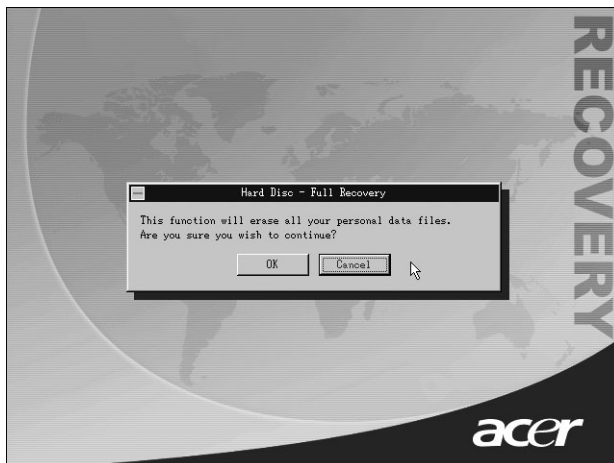 RECOVERY
Hard Disc - Full Recovery
This function will erase all your personal data files.
Are you sure you wish to continue?
OK
Cancel
acer